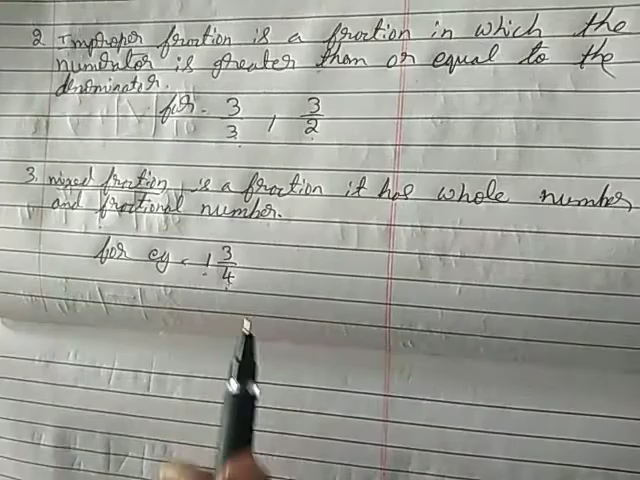 2 Improper fraction is a fraction in which the
numerator is greater than or equal to the
denominator.
for. 3/3 , 3/2
3 mixed fraction is a fraction it has whole number
and fractional number.
for eg - 1 3/4